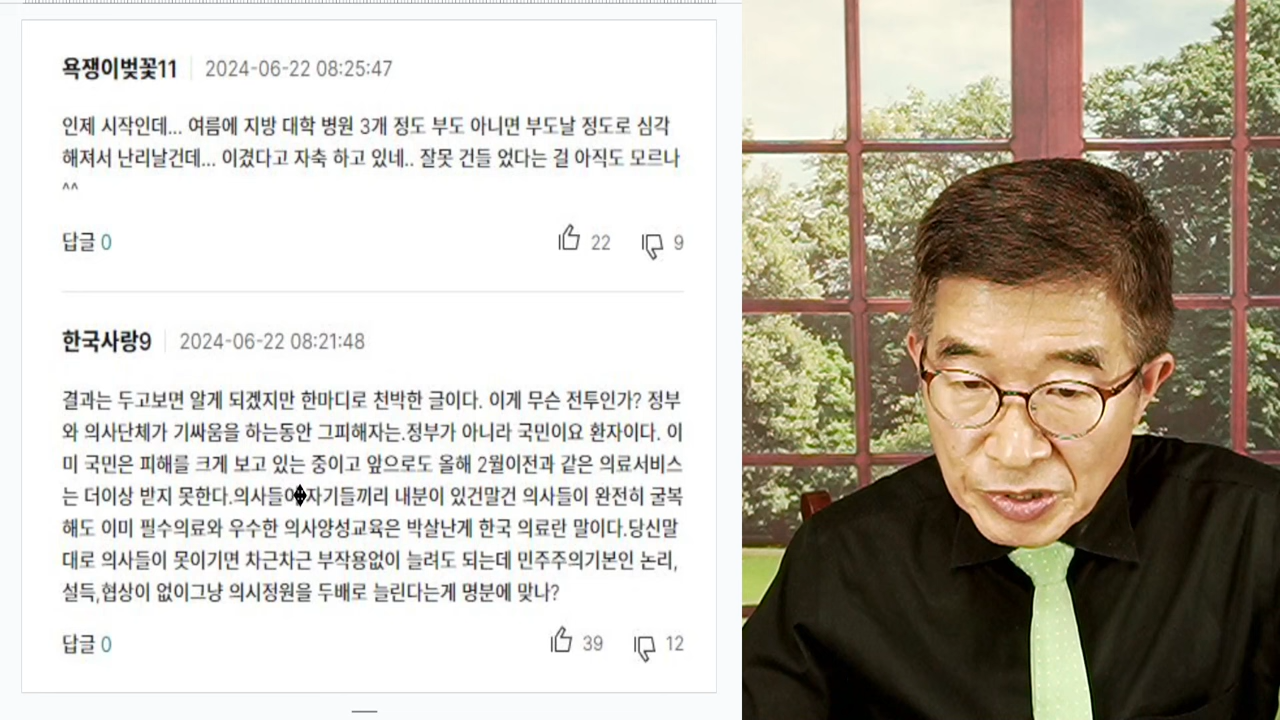 욕쟁이벚꽃11 2024-06-22 08:25:47
인제 시작인데... 여름에 지방 대학 병원 3개 정도 부도 아니면 부도날 정도로 심각
해져서 난리날건데... 이겼다고 자축 하고 있네.. 잘못 건들 었다는 걸 아직도 모르나
^^
답글 0 22 9
한국사랑9 2024-06-22 08:21:48
결과는 두고보면 알게 되겠지만 한마디로 천박한 글이다. 이게 무슨 전투인가? 정부
와 의사단체가 기싸움을 하는동안 그피해자는.정부가 아니라 국민이요 환자이다. 이
미 국민은 피해를 크게 보고 있는 중이고 앞으로도 올해 2월이전과 같은 의료서비스
는 더이상 받지 못한다.의사들이 자기들끼리 내분이 있건말건 의사들이 완전히 굴복
해도 이미 필수의료와 우수한 의사양성교육은 박살난게 한국 의료란 말이다.당신말
대로 의사들이 못이기면 차근차근 부작용없이 늘려도 되는데 민주주의기본인 논리,
설득,협상이 없이그냥 의시정원을 두배로 늘린다는게 명분에 맞나?
답글 0 39 12